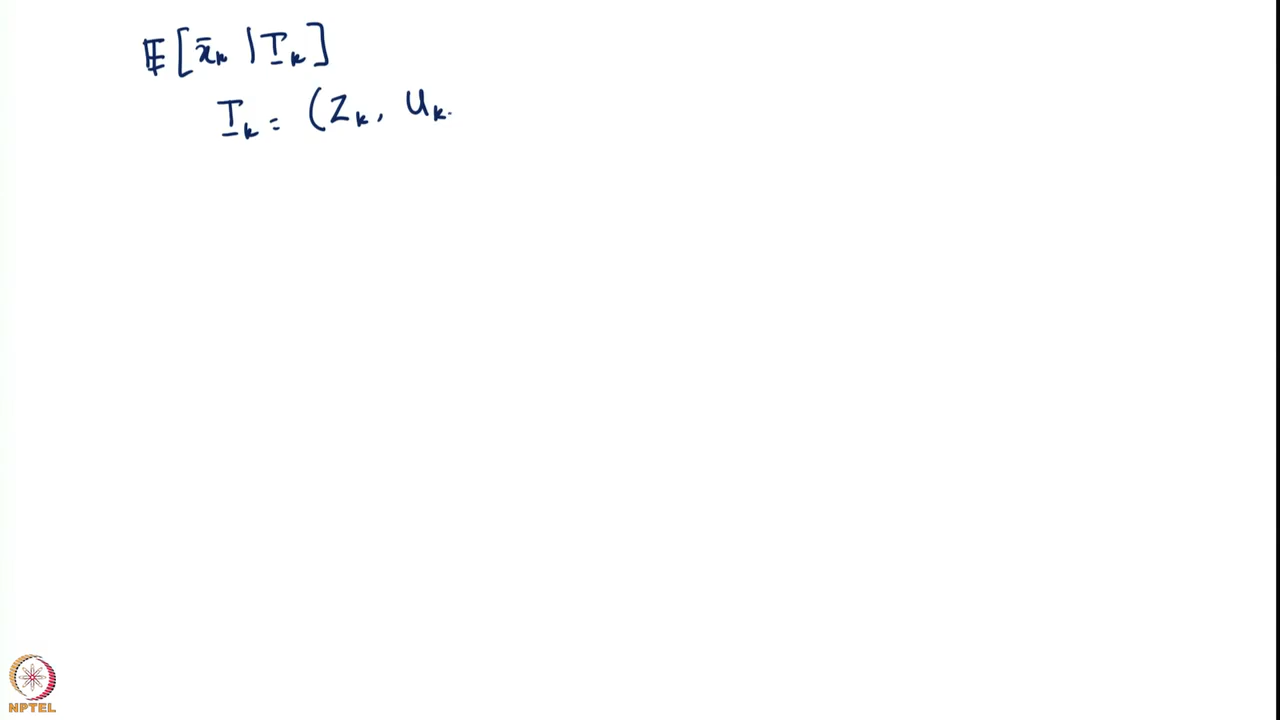 𝔼[x̄ₖ | Iₖ]
Iₖ = (Zₖ, Uₖ
NPTEL